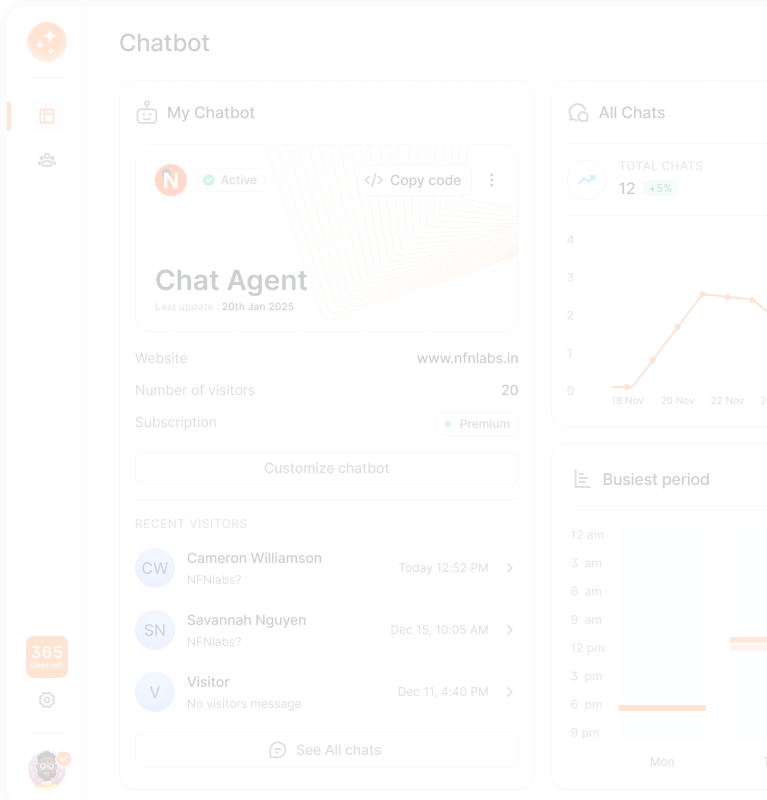 Chatbot
My Chatbot
N
Active
Copy code
Chat Agent
Last update : 20th Jan 2025
Website
www.nfnlabs.in
Number of visitors
20
Subscription
Premium
Customize chatbot
RECENT VISITORS
CW
Cameron Williamson
NFNlabs?
Today 12:52 PM
SN
Savannah Nguyen
NFNlabs?
Dec 15, 10:05 AM
V
Visitor
No visitors message
Dec 11, 4:40 PM
See All chats
365
Days left
All Chats
TOTAL CHATS
12 +5%
4
3
2
1
0
18 Nov 20 Nov 22 Nov 2
Busiest period
12 am
3 am
6 am
9 am
12 pm
3 pm
6 pm
9 pm
Mon